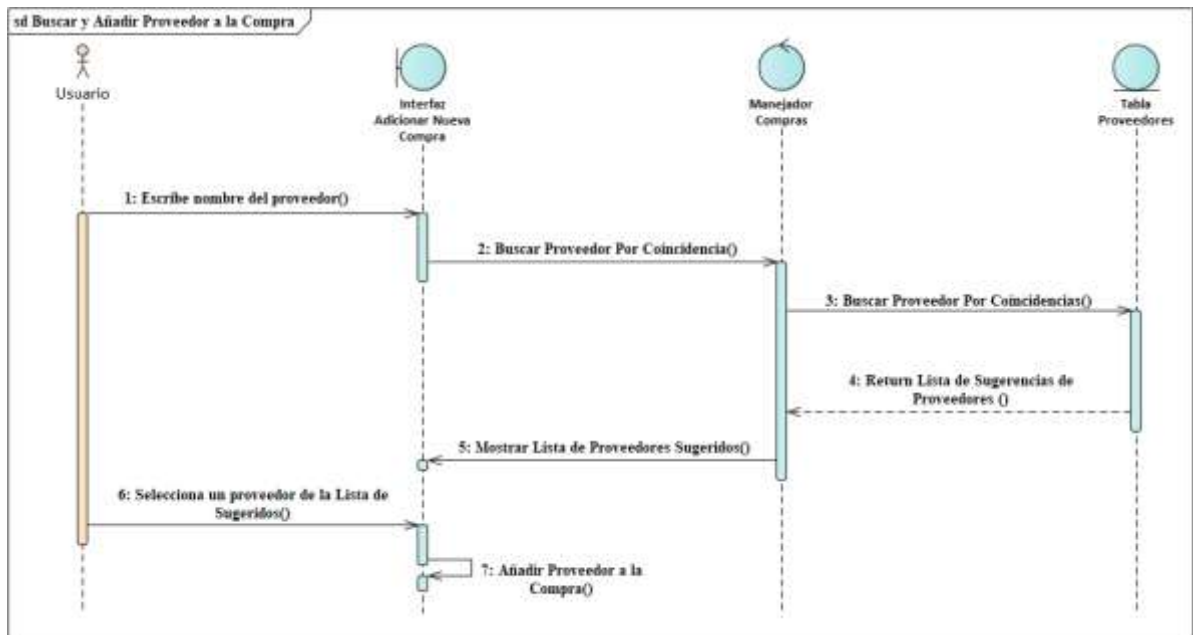 sd Buscar y Añadir Proveedor a la Compra
Usuario
Interfaz
Adicionar Nueva
Compra
Manejador
Compras
Tabla
Proveedores
1: Escribe nombre del proveedor()
2: Buscar Proveedor Por Coincidencia()
3: Buscar Proveedor Por Coincidencias()
4: Return Lista de Sugerencias de
Proveedores ()
5: Mostrar Lista de Proveedores Sugeridos()
6: Selecciona un proveedor de la Lista de
Sugeridos()
7: Añadir Proveedor a la
Compra()